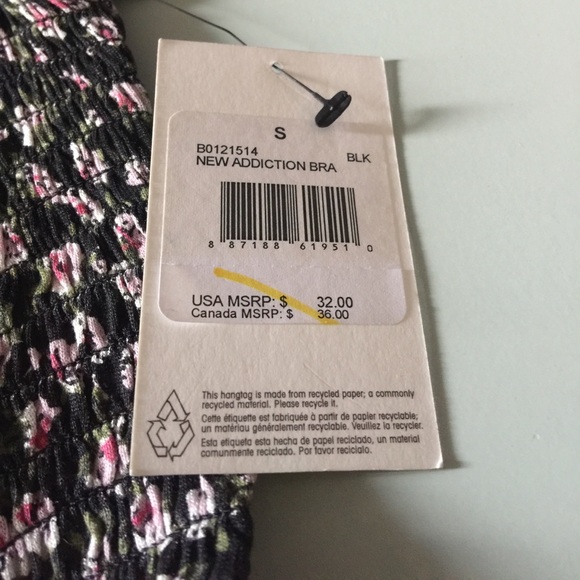 S
B0121514 BLK
NEW ADDICTION BRA
8 87188 61951 0
USA MSRP: $ 32.00
Canada MSRP: $ 36.00
This hangtag is made from recycled paper; a commonly
recycled material. Please recycle it.
Cette étiquette est fabriquée à partir de papier recyclable;
un matériau généralement recyclable. Veuillez la recycler.
Esta etiqueta esta hecha de papel reciclado, un material
comunmente reciclado. Por favor reciclalo.